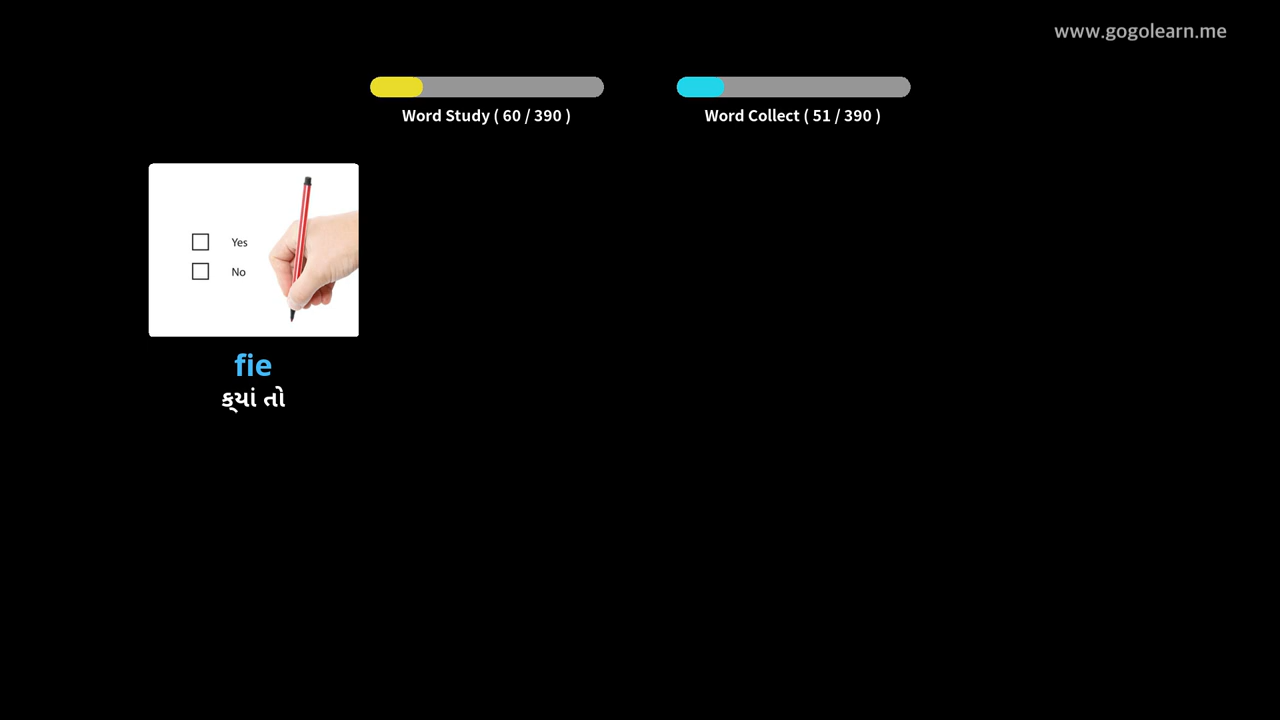 www.gogolearn.me
Word Study ( 60 / 390 )
Word Collect ( 51 / 390 )
Yes
No
fie
ક્યાં તો